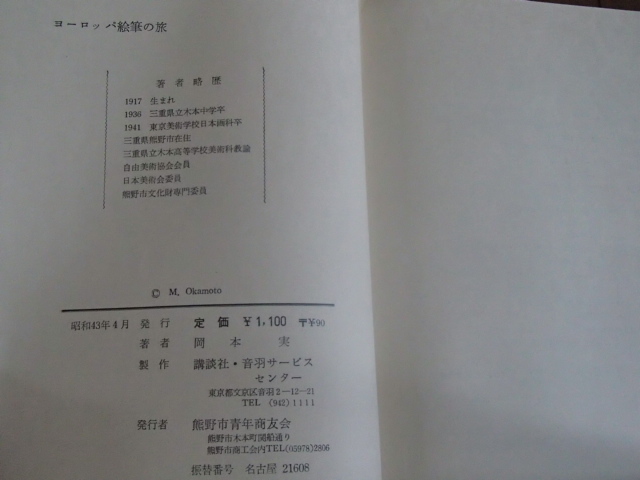 ヨーロッパ絵筆の旅
著者略歴
1917 生まれ
1936 三重県立木本中学卒
1941 東京美術学校日本画科卒
三重県熊野市在住
三重県立木本高等学校美術科教諭
自由美術協会会員
日本美術会委員
熊野市文化財専門委員
© M. Okamoto
昭和43年4月 発行 定価 ¥1,100 〒¥90
著者 岡本 実
製作 講談社・音羽サービス
センター
東京都文京区音羽2-12-21
TEL (942)1111
発行者 熊野市青年商友会
熊野市木本町関船通9
熊野市商工会内TEL(05978)2806
振替番号 名古屋 21608